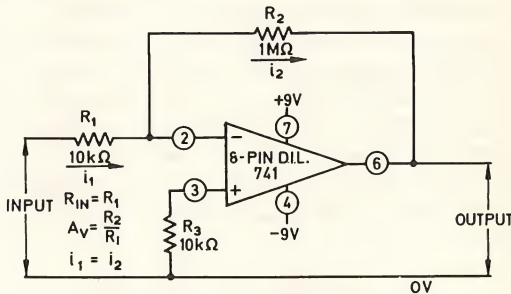 R2
1MΩ
i2
+9V
R1
2
−
7
10kΩ
i1
8-PIN D.I.L.
741
6
3
+
4
INPUT
RIN = R1
AV = R2/R1
i1 = i2
R3
10kΩ
−9V
OUTPUT
0V